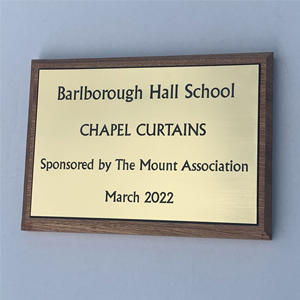 Barlborough Hall School
CHAPEL CURTAINS
Sponsored by The Mount Association
March 2022